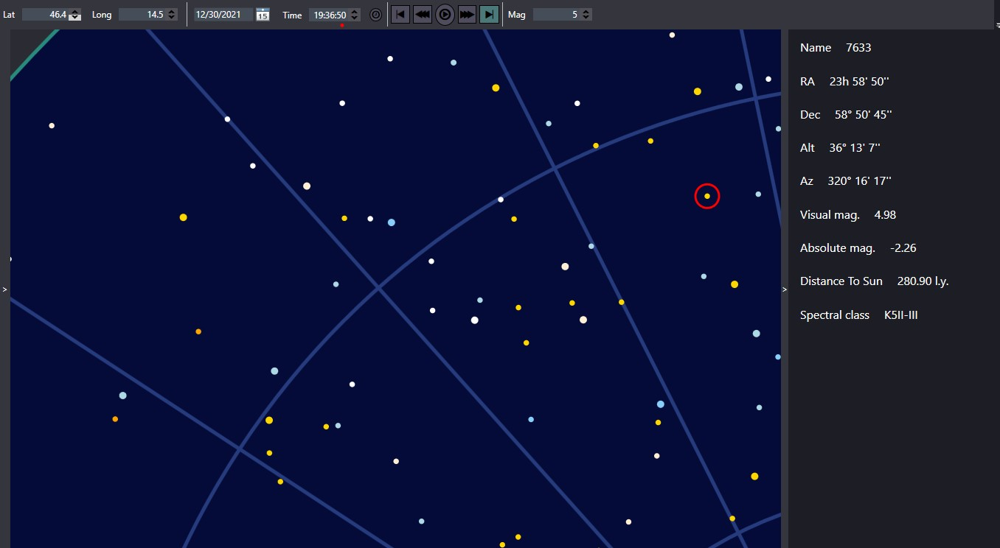 Lat 46.4 Long 14.5 12/30/2021 15 Time 19:36:50 Mag 5
Name 7633
RA 23h 58' 50''
Dec 58° 50' 45''
Alt 36° 13' 7''
Az 320° 16' 17''
Visual mag. 4.98
Absolute mag. -2.26
Distance To Sun 280.90 l.y.
Spectral class K5II-III
> >